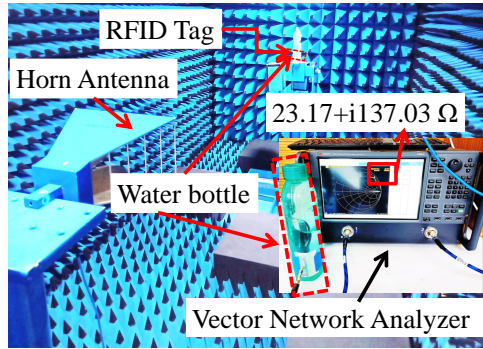 RFID Tag
Horn Antenna
23.17+i137.03 Ω
Water bottle
Vector Network Analyzer